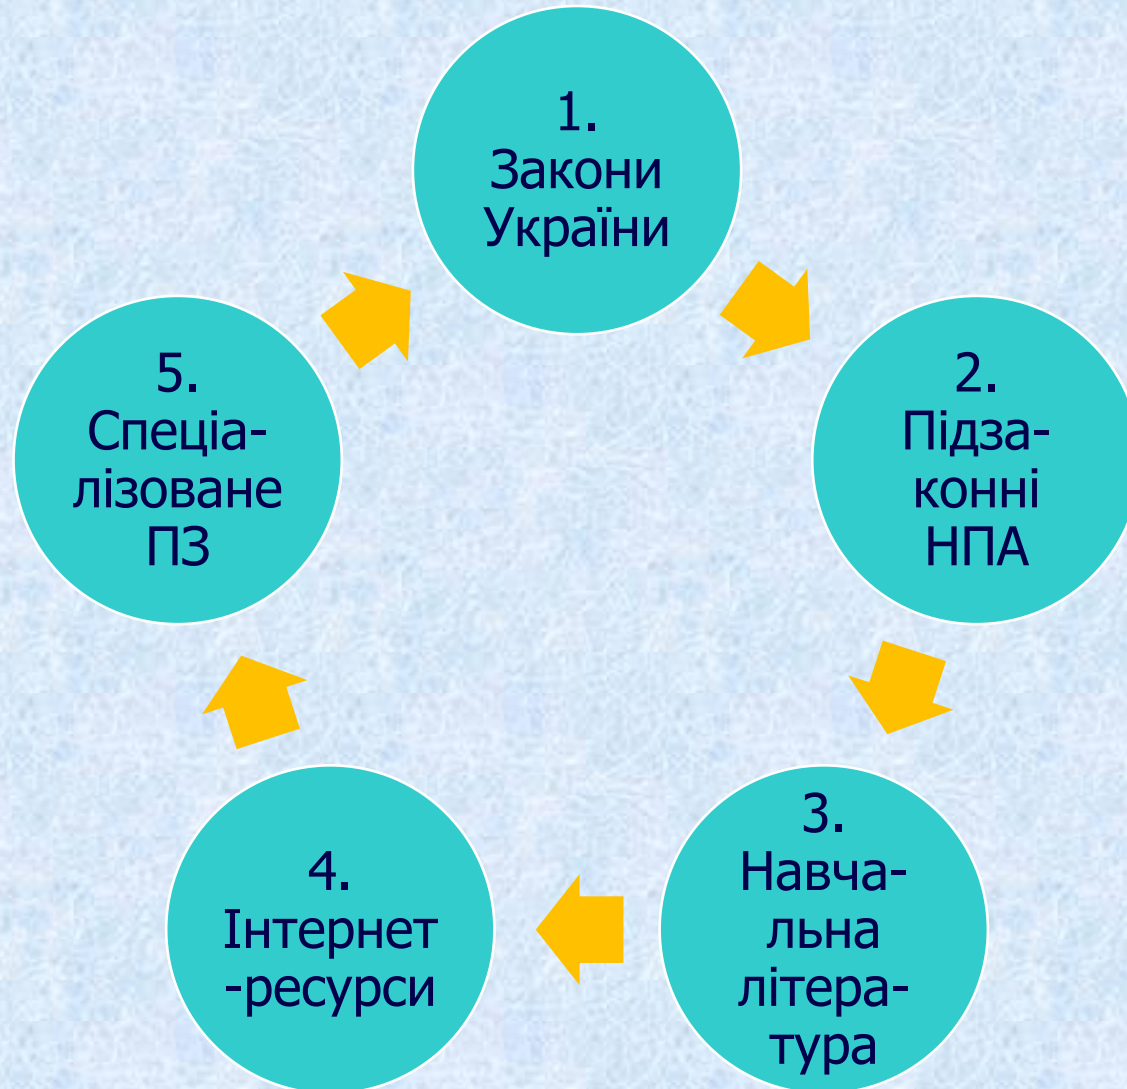 1.
Закони
України
2.
Підза-
конні
НПА
3.
Навча-
льна
літера-
тура
4.
Інтернет
-ресурси
5.
Спеціа-
лізоване
ПЗ